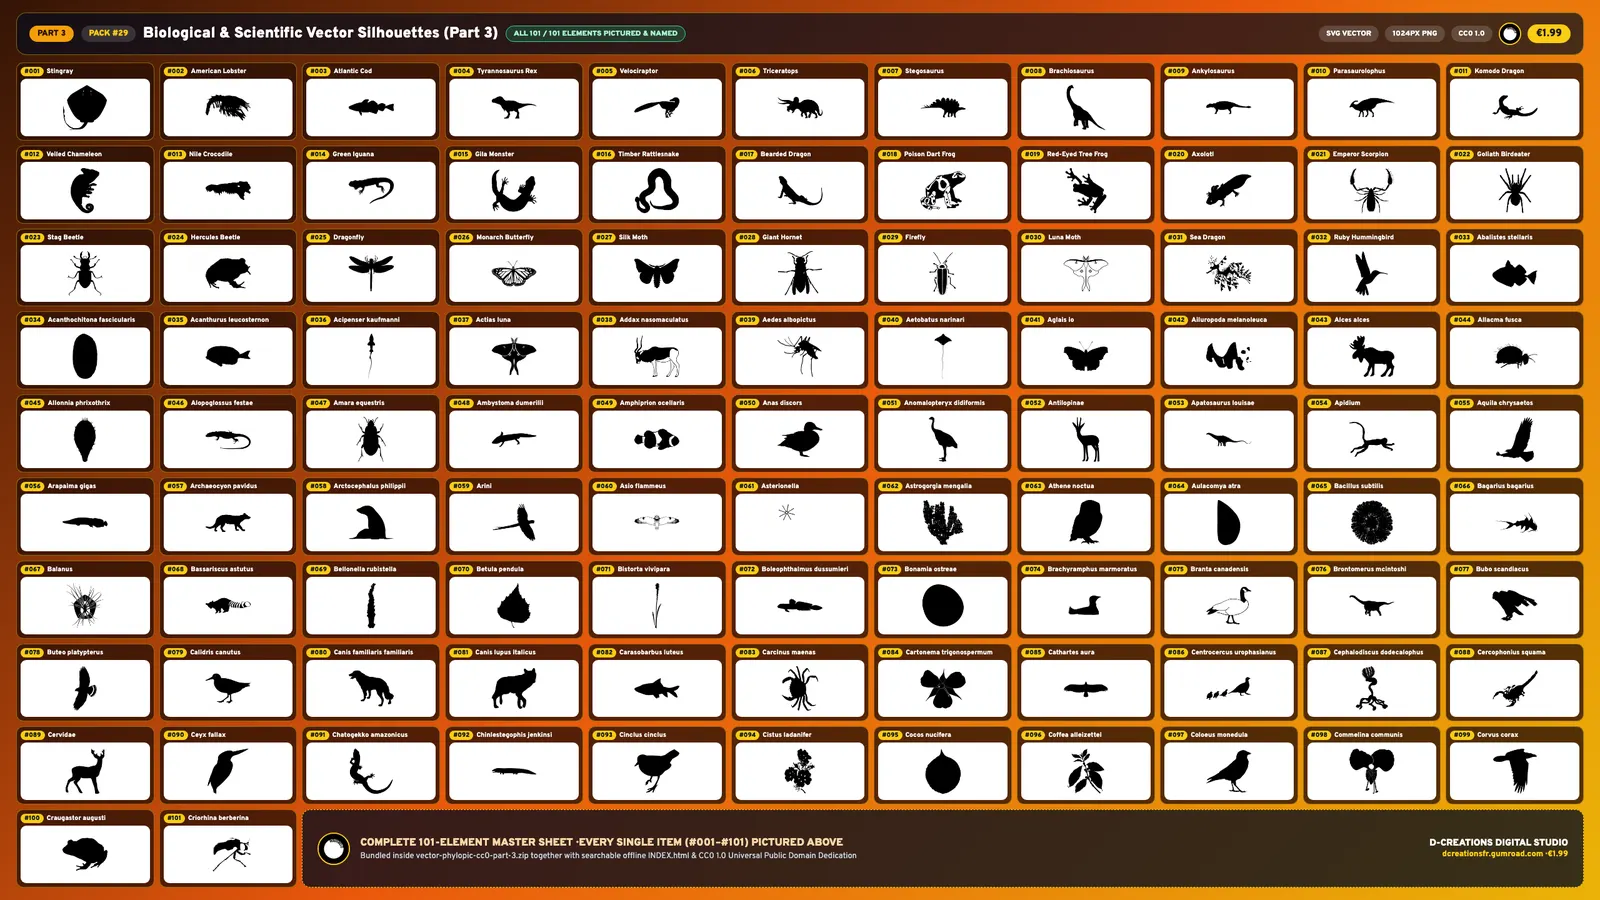 PART 3 PACK #29 Biological & Scientific Vector Silhouettes (Part 3) ALL 101 / 101 ELEMENTS PICTURED & NAMED SVG VECTOR 1024PX PNG CC0 1.0 €1.99
#001 Stingray #002 American Lobster #003 Atlantic Cod #004 Tyrannosaurus Rex #005 Velociraptor #006 Triceratops #007 Stegosaurus #008 Brachiosaurus #009 Ankylosaurus #010 Parasaurolophus #011 Komodo Dragon
#012 Veiled Chameleon #013 Nile Crocodile #014 Green Iguana #015 Gila Monster #016 Timber Rattlesnake #017 Bearded Dragon #018 Poison Dart Frog #019 Red-Eyed Tree Frog #020 Axolotl #021 Emperor Scorpion #022 Goliath Birdeater
#023 Stag Beetle #024 Hercules Beetle #025 Dragonfly #026 Monarch Butterfly #027 Silk Moth #028 Giant Hornet #029 Firefly #030 Luna Moth #031 Sea Dragon #032 Ruby Hummingbird #033 Abalistes stellaris
#034 Acanthochitona fascicularis #035 Acanthurus leucosternon #036 Acipenser kaufmanni #037 Actias luna #038 Addax nasomaculatus #039 Aedes albopictus #040 Aetobatus narinari #041 Aglais io #042 Ailuropoda melanoleuca #043 Alces alces #044 Allacma fusca
#045 Allonnia phrixothrix #046 Alopoglossus festae #047 Amara equestris #048 Ambystoma dumerilii #049 Amphiprion ocellaris #050 Anas discors #051 Anomalopteryx didiformis #052 Antilopinae #053 Apatosaurus louisae #054 Apidium #055 Aquila chrysaetos
#056 Arapaima gigas #057 Archaeocyon pavidus #058 Arctocephalus philippii #059 Arini #060 Asio flammeus #061 Asterionella #062 Astrogorgia mengalia #063 Athene noctua #064 Aulacomya atra #065 Bacillus subtilis #066 Bagarius bagarius
#067 Balanus #068 Bassariscus astutus #069 Bellonella rubistella #070 Betula pendula #071 Bistorta vivipara #072 Boleophthalmus dussumieri #073 Bonamia ostreae #074 Brachyramphus marmoratus #075 Branta canadensis #076 Brontomerus mcintoshi #077 Bubo scandiacus
#078 Buteo platypterus #079 Calidris canutus #080 Canis familiaris familiaris #081 Canis lupus italicus #082 Carasobarbus luteus #083 Carcinus maenas #084 Cartonema trigonospermum #085 Cathartes aura #086 Centrocercus urophasianus #087 Cephalodiscus dodecalophus #088 Cercophonius squama
#089 Cervidae #090 Ceyx fallax #091 Chatogekko amazonicus #092 Chinlestegophis jenkinsi #093 Cinclus cinclus #094 Cistus ladanifer #095 Cocos nucifera #096 Coffea alleizettei #097 Coloeus monedula #098 Commelina communis #099 Corvus corax
#100 Craugastor augusti #101 Criorhina berberina
COMPLETE 101-ELEMENT MASTER SHEET · EVERY SINGLE ITEM (#001–#101) PICTURED ABOVE
Bundled inside vector-phylopic-cc0-part-3.zip together with searchable offline INDEX.html & CC0 1.0 Universal Public Domain Dedication
D-CREATIONS DIGITAL STUDIO
dcreationsfr.gumroad.com · €1.99